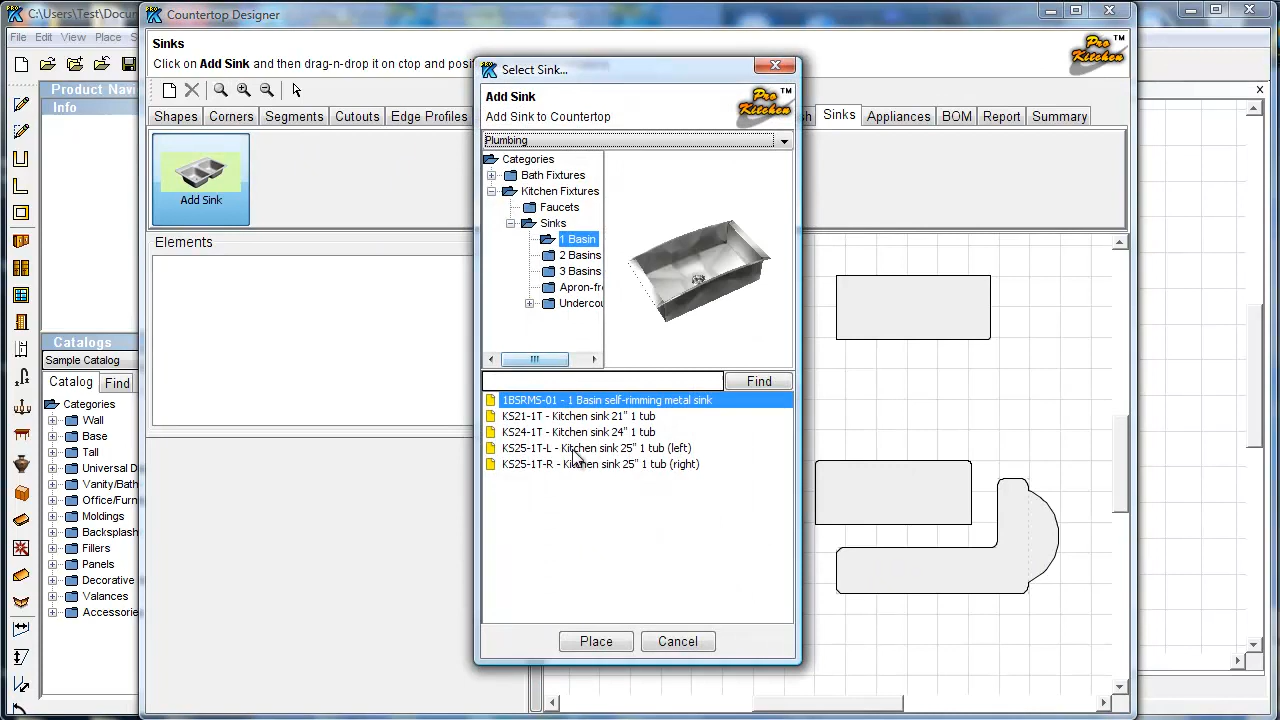 C:\Users\Test\Docum
Countertop Designer
File Edit View Place S
Sinks
Click on Add Sink and then drag-n-drop it
and posi
Pro Kitchen TM
Select Sink...
Add Sink
Add Sink to Countertop
Pro Kitchen TM
Product Navi
Info
Shapes Corners Segments Cutouts Edge Profiles
sh Sinks Appliances BOM Report Summary
Plumbing
Add Sink
Categories
Bath Fixtures
Kitchen Fixtures
Faucets
Sinks
1 Basin
2 Basins
3 Basins
Apron-fr
Undercou
Elements
Find
1BSRMS-01 - 1 Basin self-rimming metal sink
KS21-1T - Kitchen sink 21" 1 tub
KS24-1T - Kitchen sink 24" 1 tub
KS25-1T-L - Kitchen sink 25" 1 tub (left)
KS25-1T-R - Kitchen sink 25" 1 tub (right)
Place Cancel
Catalogs
Sample Catalog
Catalog Find
Categories
Wall
Base
Tall
Universal D
Vanity/Bath
Office/Furn
Moldings
Backsplash
Fillers
Panels
Decorative
Valances
Accessorie